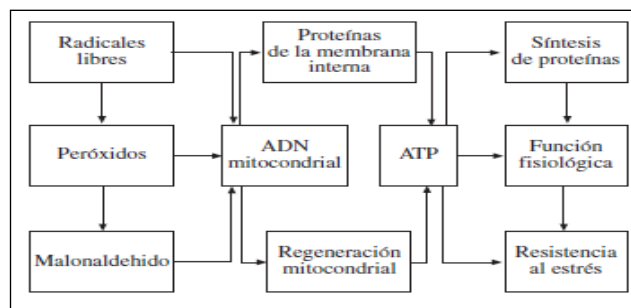 Radicales
libres
Proteínas
de la membrana
interna
Síntesis
de proteínas
Peróxidos
ADN
mitocondrial
ATP
Función
fisiológica
Malonaldehido
Regeneración
mitocondrial
Resistencia
al estrés